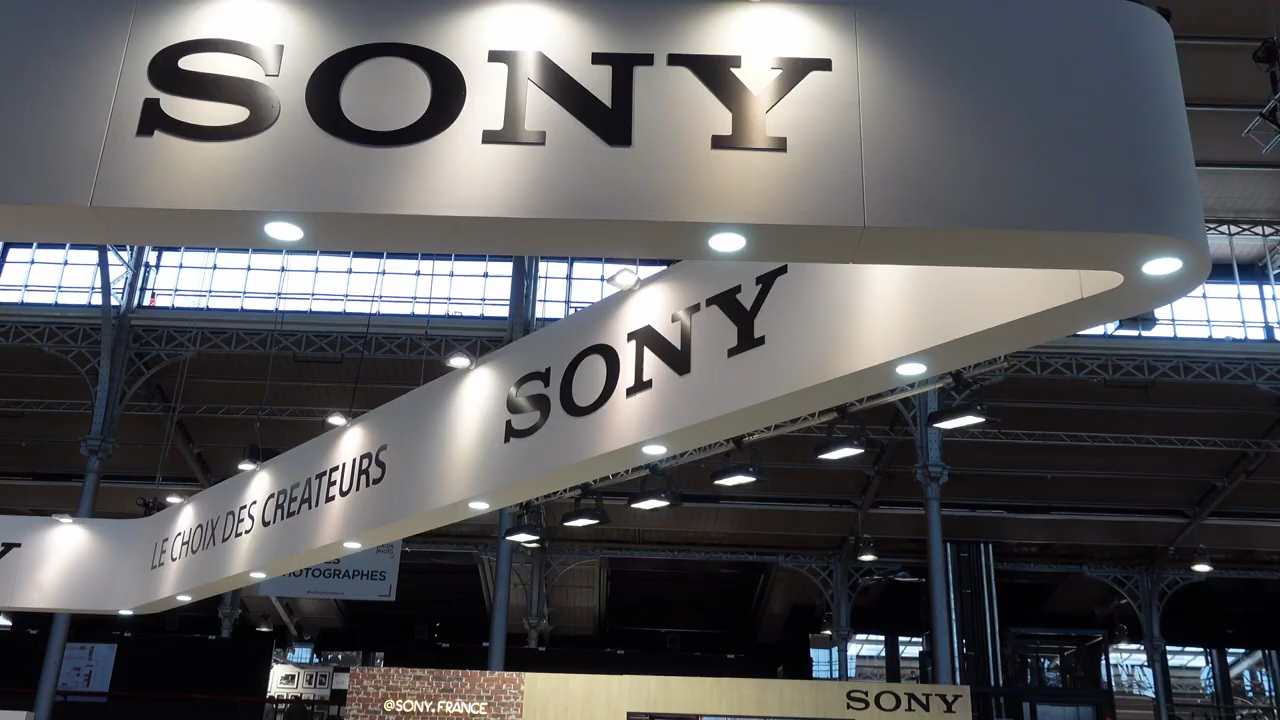 SONY
SONY
LE CHOIX DES CREATEURS
PHOTOGRAPHES
@SONY.FRANCE
SONY